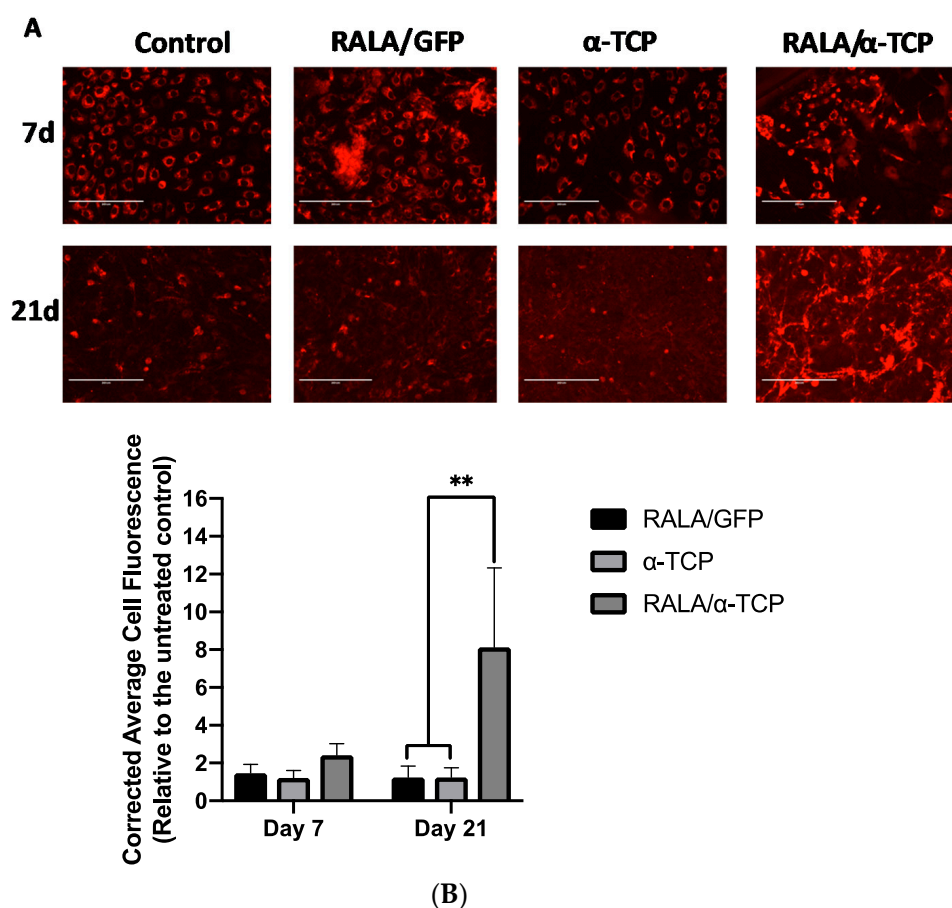 A
Control RALA/GFP α-TCP RALA/α-TCP
7d
21d
Corrected Average Cell Fluorescence
(Relative to the untreated control)
16
14
12
10
8
6
4
2
0
**
Day 7 Day 21
RALA/GFP
α-TCP
RALA/α-TCP
(B)